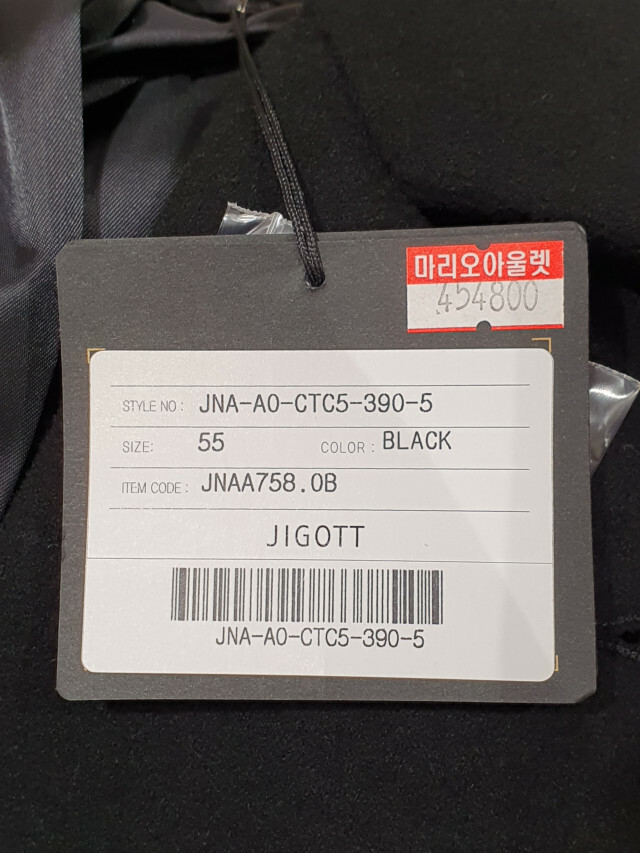 마리오아울렛
454800
STYLE NO: JNA-A0-CTC5-390-5
SIZE: 55 COLOR: BLACK
ITEM CODE: JNAA758.0B
JIGOTT
JNA-A0-CTC5-390-5